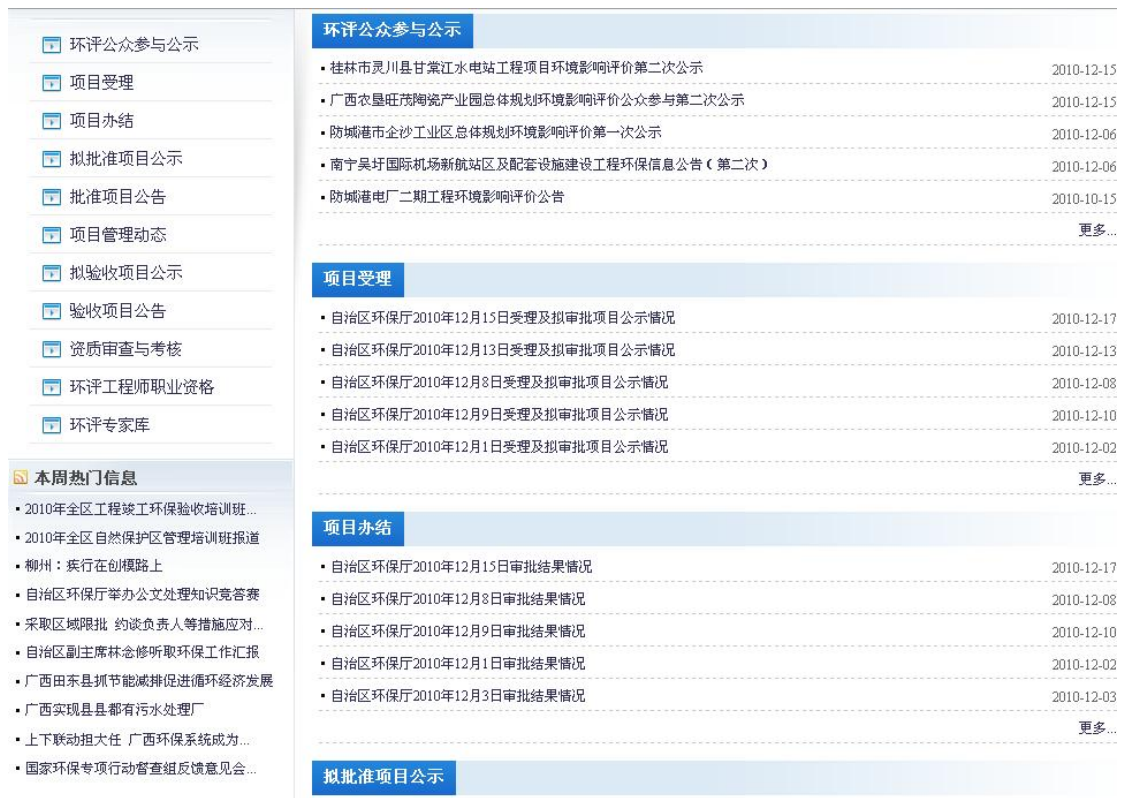 环评公众参与公示
项目受理
项目办结
拟批准项目公示
批准项目公告
项目管理动态
拟验收项目公示
验收项目公告
资质审查与考核
环评工程师职业资格
环评专家库
本周热门信息
2010年全区工程竣工环保验收培训班...
2010年全区自然保护区管理培训班报道
柳州：疾行在创模路上
自治区环保厅举办公文处理知识竞答赛
采取区域限批 约谈负责人等措施应对...
自治区副主席林念修听取环保工作汇报
广西田东县抓节能减排促进循环经济发展
广西实现县县都有污水处理厂
上下联动担大任 广西环保系统成为...
国家环保专项行动督查组反馈意见会...
环评公众参与公示
桂林市灵川县甘棠江水电站工程项目环境影响评价第二次公示 2010-12-15
广西农垦旺茂陶瓷产业园总体规划环境影响评价公众参与第二次公示 2010-12-15
防城港市企沙工业区总体规划环境影响评价第一次公示 2010-12-06
南宁吴圩国际机场新航站区及配套设施建设工程环保信息公告（第二次） 2010-12-06
防城港电厂二期工程环境影响评价公告 2010-10-15
更多...
项目受理
自治区环保厅2010年12月15日受理及拟审批项目公示情况 2010-12-17
自治区环保厅2010年12月13日受理及拟审批项目公示情况 2010-12-13
自治区环保厅2010年12月8日受理及拟审批项目公示情况 2010-12-08
自治区环保厅2010年12月9日受理及拟审批项目公示情况 2010-12-10
自治区环保厅2010年12月1日受理及拟审批项目公示情况 2010-12-02
更多...
项目办结
自治区环保厅2010年12月15日审批结果情况 2010-12-17
自治区环保厅2010年12月8日审批结果情况 2010-12-08
自治区环保厅2010年12月9日审批结果情况 2010-12-10
自治区环保厅2010年12月1日审批结果情况 2010-12-02
自治区环保厅2010年12月3日审批结果情况 2010-12-03
更多...
拟批准项目公示